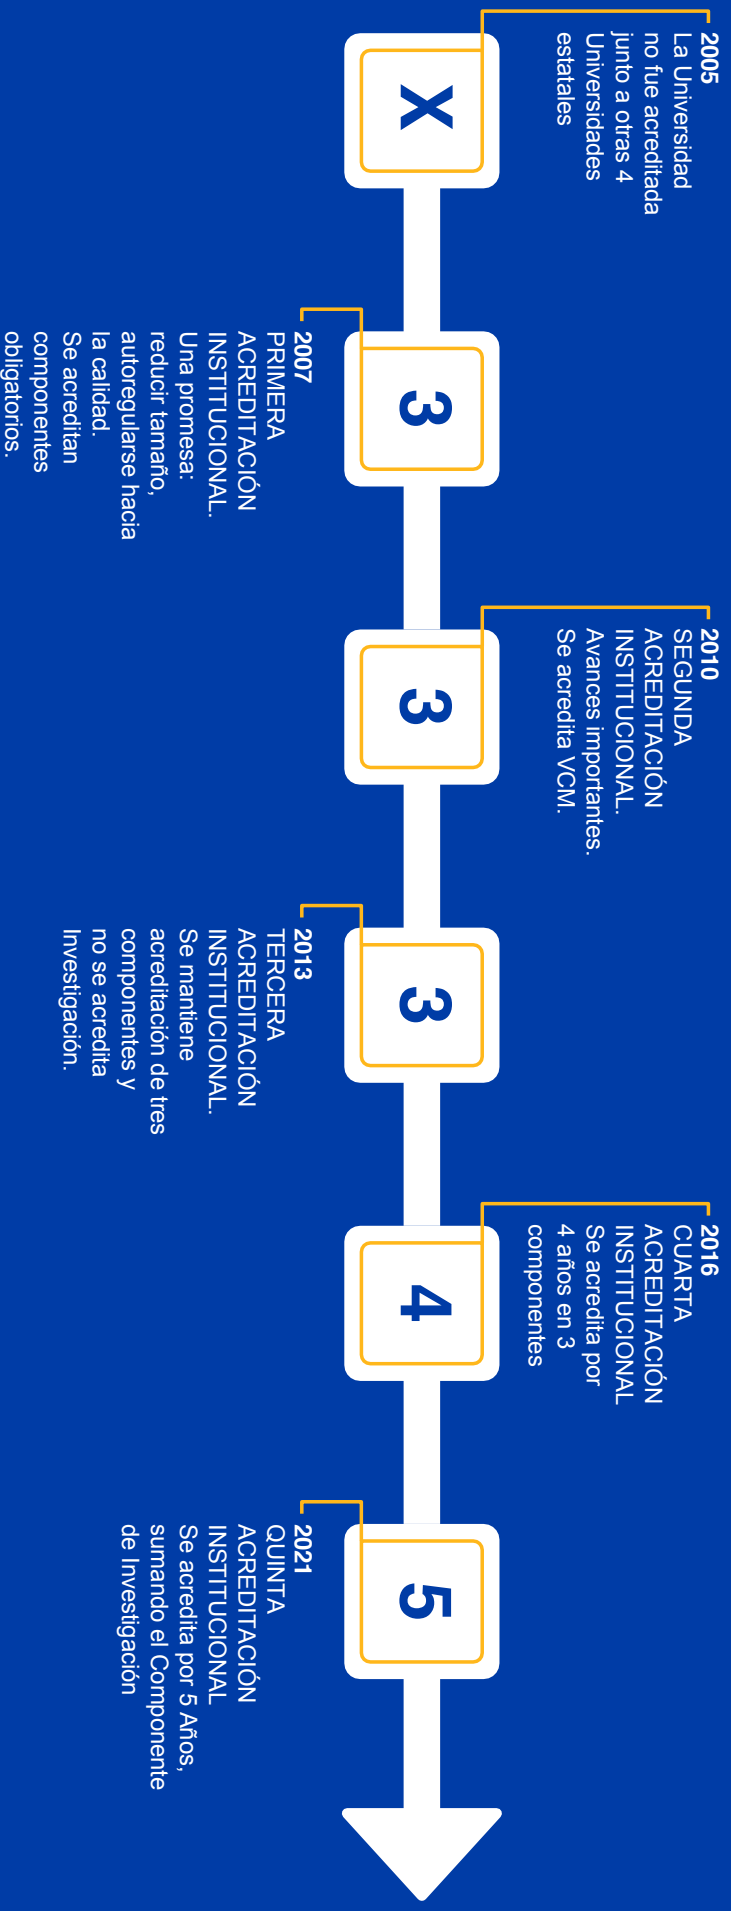 2005
La Universidad
no fue acreditada
junto a otras 4
Universidades
estatales
X
3
2007
PRIMERA
ACREDITACIÓN
INSTITUCIONAL.
Una promesa:
reducir tamaño,
autoregularse hacia
la calidad.
Se acreditan
componentes
obligatorios.
2010
SEGUNDA
ACREDITACIÓN
INSTITUCIONAL.
Avances importantes.
Se acredita VCM.
3
3
2013
TERCERA
ACREDITACIÓN
INSTITUCIONAL.
Se mantiene
acreditación de tres
componentes y
no se acredita
Investigación.
2016
CUARTA
ACREDITACIÓN
INSTITUCIONAL
Se acredita por
4 años en 3
componentes
4
5
2021
QUINTA
ACREDITACIÓN
INSTITUCIONAL
Se acredita por 5 Años,
sumando el Componente
de Investigación